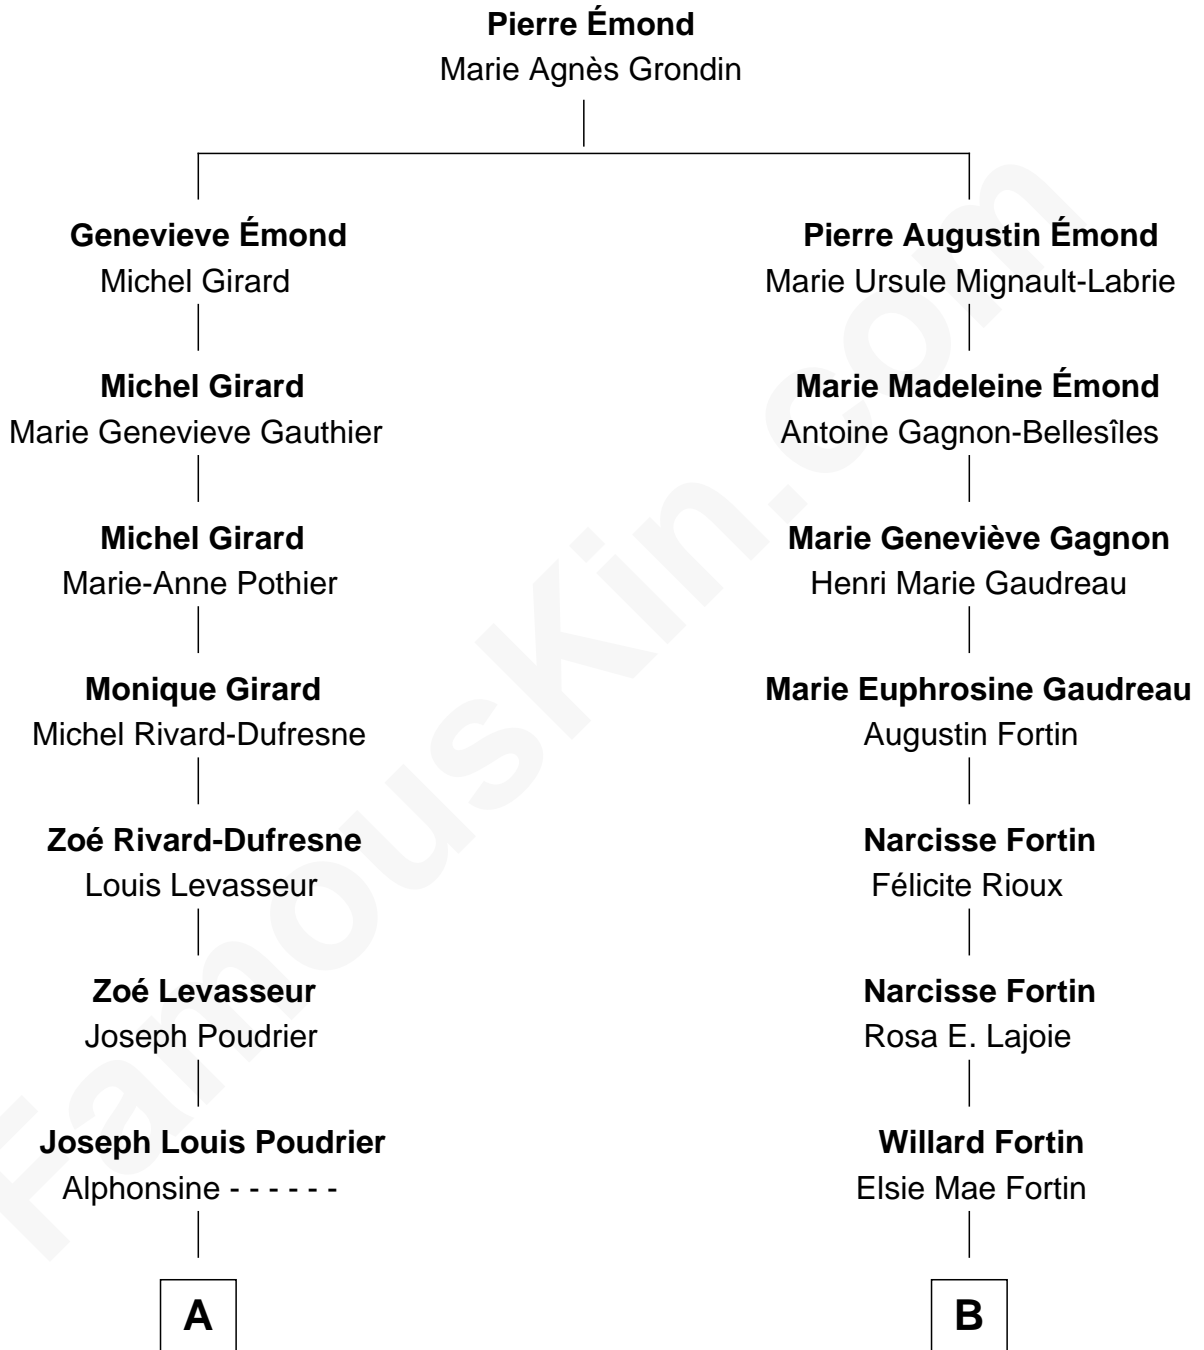 Pierre Émond
Marie Agnès Grondin
Genevieve Émond
Michel Girard
Pierre Augustin Émond
Marie Ursule Mignault-Labrie
Michel Girard
Marie Genevieve Gauthier
Marie Madeleine Émond
Antoine Gagnon-Bellesîles
Michel Girard
Marie-Anne Pothier
Marie Geneviève Gagnon
Henri Marie Gaudreau
Monique Girard
Michel Rivard-Dufresne
Marie Euphrosine Gaudreau
Augustin Fortin
Zoé Rivard-Dufresne
Louis Levasseur
Narcisse Fortin
Félicite Rioux
Zoé Levasseur
Joseph Poudrier
Narcisse Fortin
Rosa E. Lajoie
Joseph Louis Poudrier
Alphonsine - - - - - -
Willard Fortin
Elsie Mae Fortin
A
B
FamousKin.com